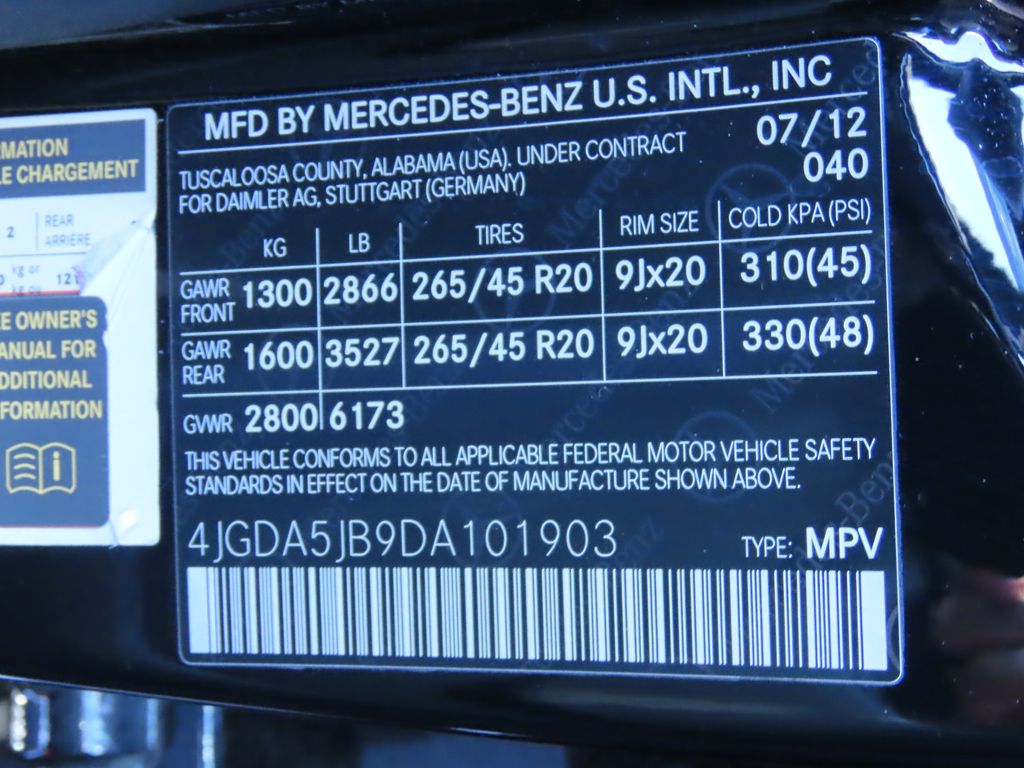 MFD BY MERCEDES-BENZ U.S. INTL., INC
TUSCALOOSA COUNTY, ALABAMA (USA). UNDER CONTRACT
FOR DAIMLER AG, STUTTGART (GERMANY)
07/12
040
KG LB TIRES RIM SIZE COLD KPA (PSI)
GAWR FRONT 1300 2866 265/45 R20 9Jx20 310(45)
GAWR REAR 1600 3527 265/45 R20 9Jx20 330(48)
GVWR 2800 6173
THIS VEHICLE CONFORMS TO ALL APPLICABLE FEDERAL MOTOR VEHICLE SAFETY
STANDARDS IN EFFECT ON THE DATE OF MANUFACTURE SHOWN ABOVE.
4JGDA5JB9DA101903 TYPE: MPV
CHARGEMENT
2 REAR
ARRIÈRE
kg or
OWNER'S
FOR